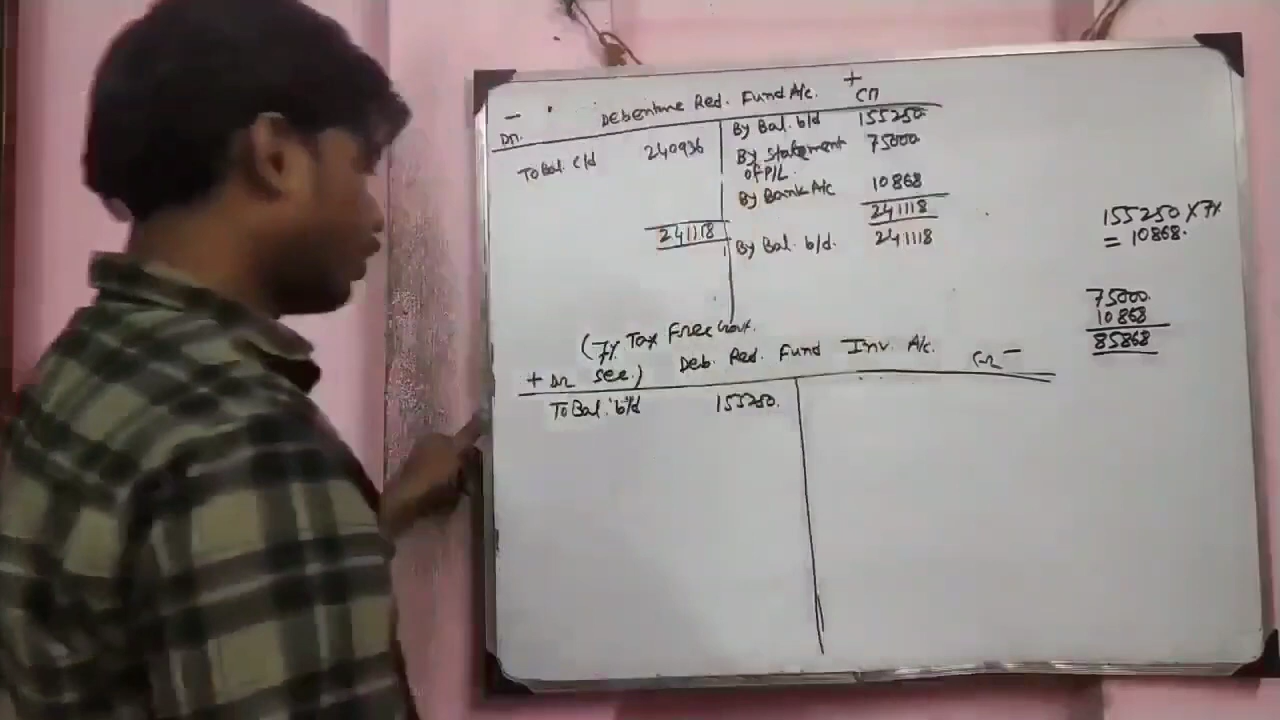 − Debenture Red. Fund A/c. +
Dr. Cr
By Bal. b/d 155250
To Bal. c/d 240936 By statement 75000
of P/L.
By Bank A/c 10868
241118
241118 By Bal. b/d. 241118
155250 X 7%
= 10868.
75000.
10868
85868
(7% Tax Free Govt.
+ Dr sec.) Deb. Red. Fund Inv. A/c. Cr −
To Bal. b/d 155250.